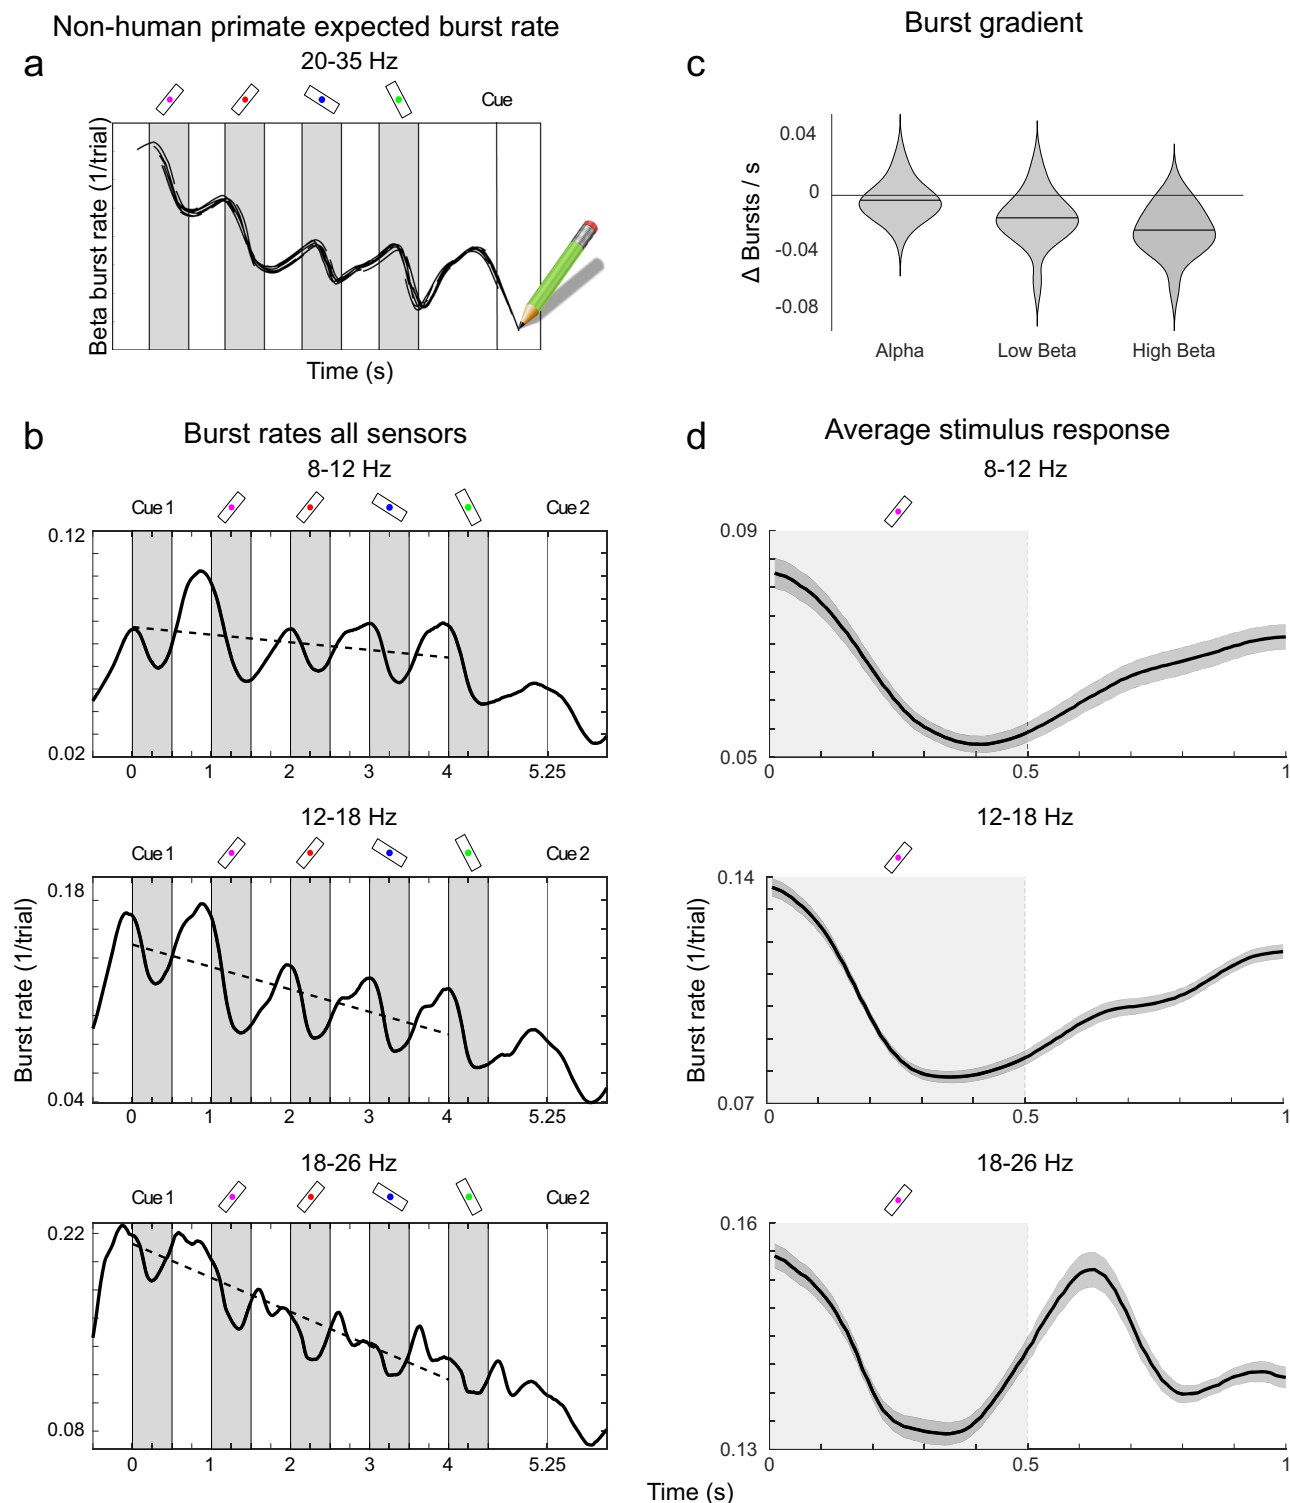 Non-human primate expected burst rate
20-35 Hz
a
Cue
Beta burst rate (1/trial)
Time (s)
Burst gradient
c
Δ Bursts / s
0.04
0
-0.04
-0.08
Alpha
Low Beta
High Beta
b
Burst rates all sensors
8-12 Hz
Cue 1
Cue 2
0.12
0.02
0
1
2
3
4
5.25
12-18 Hz
Cue 1
Cue 2
Burst rate (1/trial)
0.18
0.04
0
1
2
3
4
5.25
18-26 Hz
Cue 1
Cue 2
0.22
0.08
0
1
2
3
4
5.25
d
Average stimulus response
8-12 Hz
0.09
0.05
0
0.5
1
12-18 Hz
Burst rate (1/trial)
0.14
0.07
0
0.5
1
18-26 Hz
0.16
0.13
0
0.5
1
Time (s)